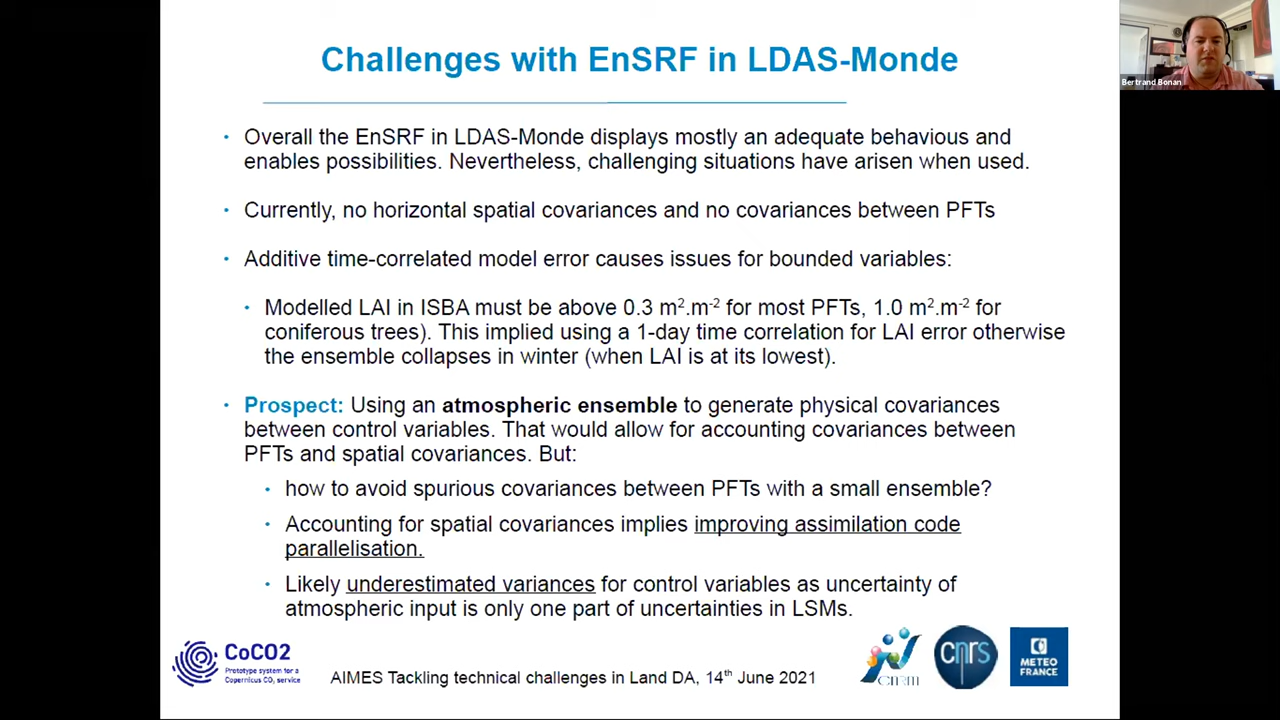 Challenges with EnSRF in LDAS-Monde
Bertrand Bonan
• Overall the EnSRF in LDAS-Monde displays mostly an adequate behavious and
enables possibilities. Nevertheless, challenging situations have arisen when used.
• Currently, no horizontal spatial covariances and no covariances between PFTs
• Additive time-correlated model error causes issues for bounded variables:
• Modelled LAI in ISBA must be above 0.3 m².m⁻² for most PFTs, 1.0 m².m⁻² for
coniferous trees). This implied using a 1-day time correlation for LAI error otherwise
the ensemble collapses in winter (when LAI is at its lowest).
• Prospect: Using an atmospheric ensemble to generate physical covariances
between control variables. That would allow for accounting covariances between
PFTs and spatial covariances. But:
• how to avoid spurious covariances between PFTs with a small ensemble?
• Accounting for spatial covariances implies improving assimilation code
parallelisation.
• Likely underestimated variances for control variables as uncertainty of
atmospheric input is only one part of uncertainties in LSMs.
CoCO2
Prototype system for a
Copernicus CO₂ service
AIMES Tackling technical challenges in Land DA, 14th June 2021
CNRM
cnrs
METEO
FRANCE